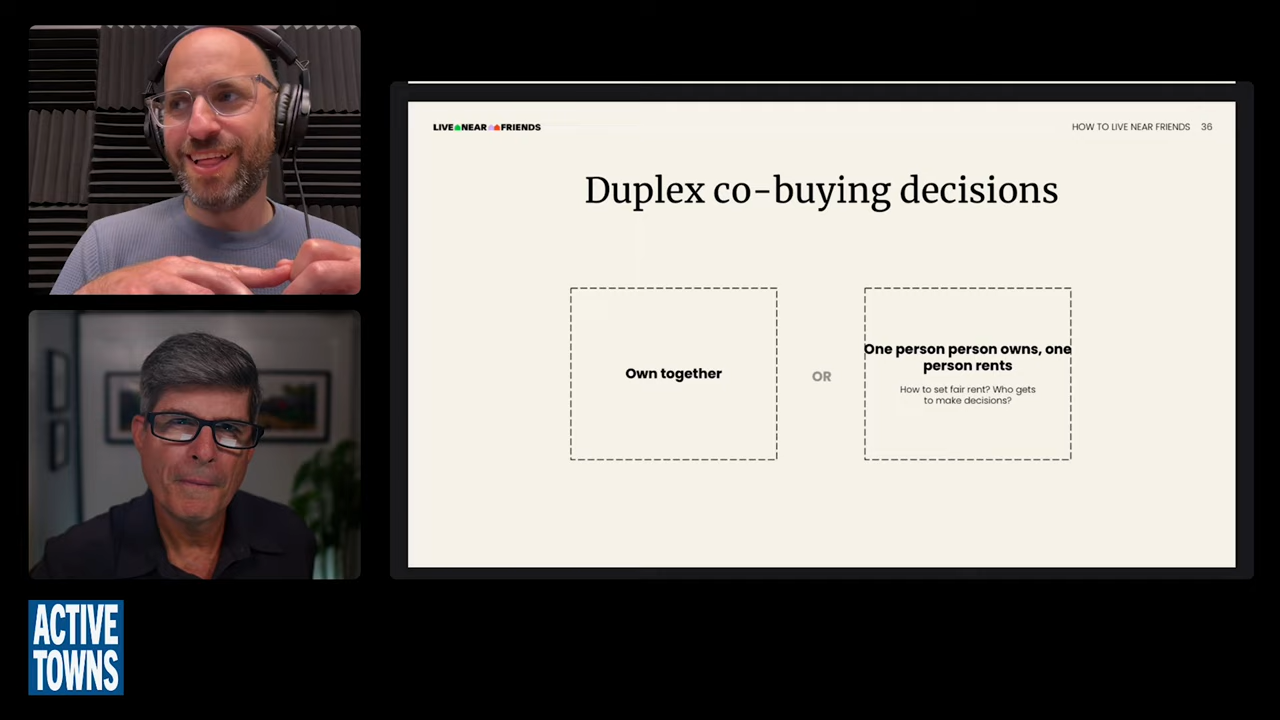 LIVE NEAR FRIENDS
HOW TO LIVE NEAR FRIENDS 36
Duplex co-buying decisions
Own together
OR
One person person owns, one
person rents
How to set fair rent? Who gets
to make decisions?
ACTIVE
TOWNS